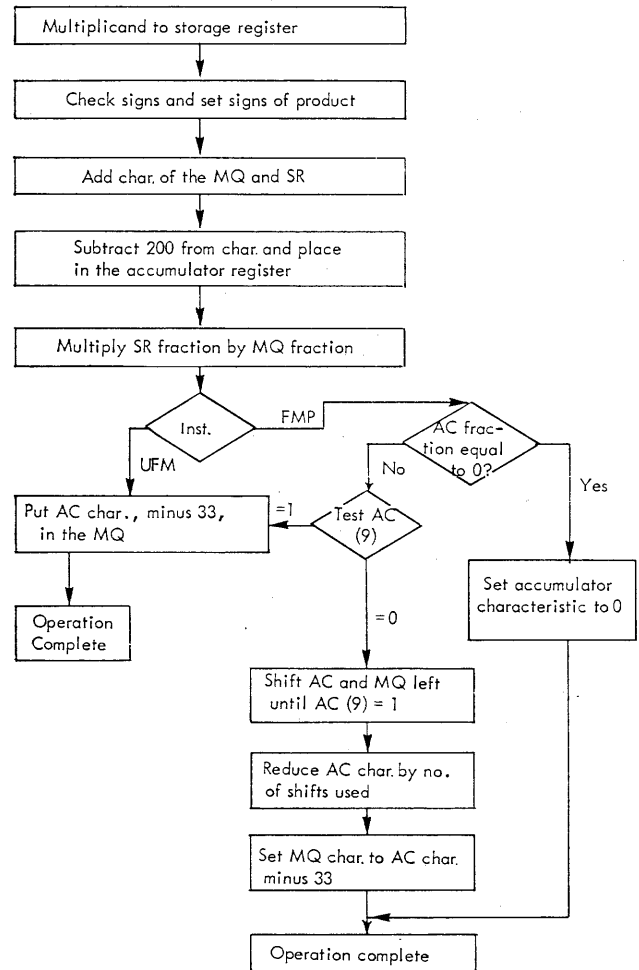 Multiplicand to storage register
Check signs and set signs of product
Add char. of the MQ and SR
Subtract 200 from char. and place
in the accumulator register
Multiply SR fraction by MQ fraction
Inst.
FMP
UFM
AC frac-
tion equal
to 0?
No
Yes
Test AC
(9)
=1
=0
Put AC char., minus 33,
in the MQ
Operation
Complete
Set accumulator
characteristic to 0
Shift AC and MQ left
until AC (9) = 1
Reduce AC char. by no.
of shifts used
Set MQ char. to AC char.
minus 33
Operation complete